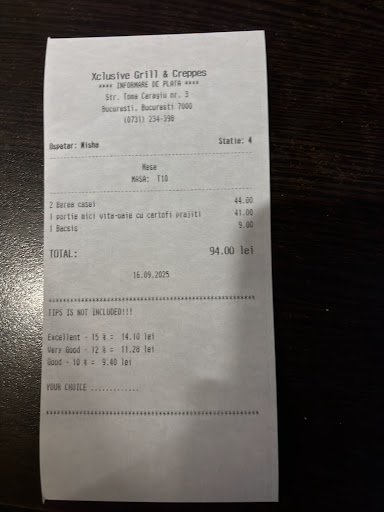 Xclusive Grill & Creppes
**** INFORMARE DE PLATA ****
Str. Toma Carasiu nr. 3
Bucuresti, Bucuresti 7000
(0731) 234-398
Ospatar: Misha Statie: 4
Mese
MASA: T10
2 Berea casei 44.00
1 portie mici vita-oaie cu cartofi prajiti 41.00
1 Bacsis 9.00
TOTAL: 94.00 lei
16.09.2025
TIPS IS NOT INCLUDED!!!
Excellent - 15 % = 14.10 lei
Very Good - 12 % = 11.28 lei
Good - 10 % = 9.40 lei
YOUR CHOICE ............